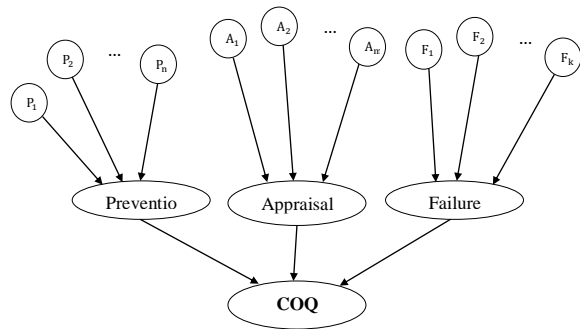 P1 P2 ... Pn A1 A2 ... Am F1 F2 ... Fk
Preventio Appraisal Failure
COQ